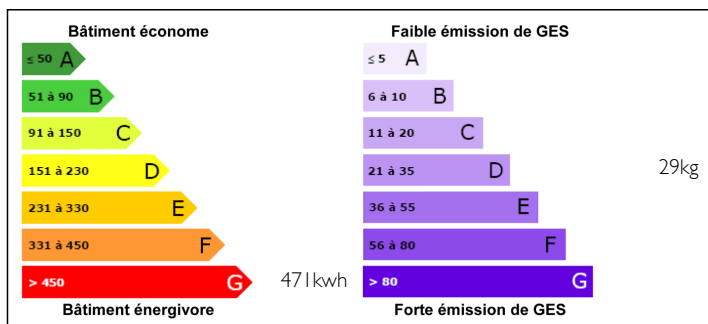 Bâtiment économe
≤ 50 A
51 à 90 B
91 à 150 C
151 à 230 D
231 à 330 E
331 à 450 F
> 450 G
471kwh
Bâtiment énergivore
Faible émission de GES
≤ 5 A
6 à 10 B
11 à 20 C
21 à 35 D
29kg
36 à 55 E
56 à 80 F
> 80 G
Forte émission de GES